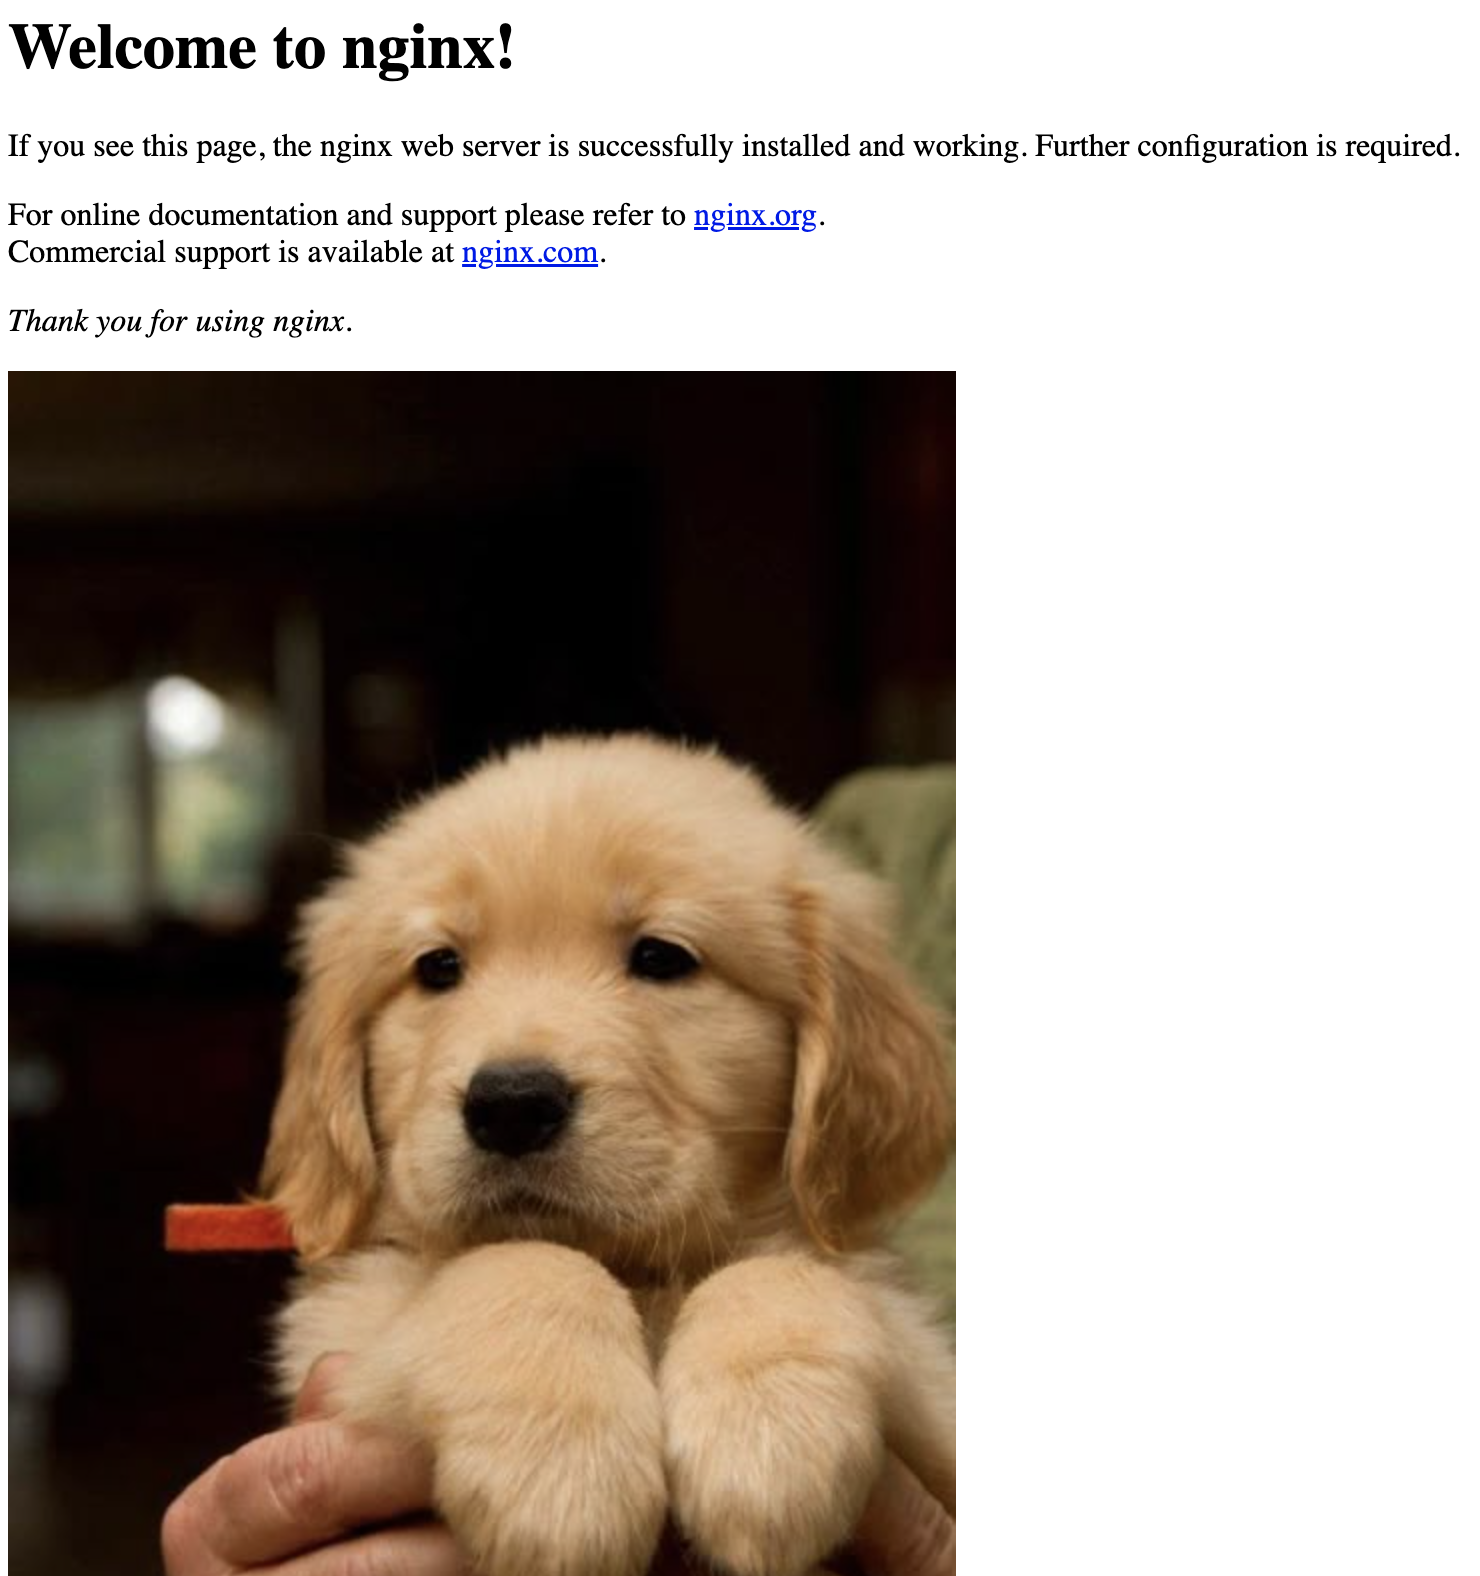 Welcome to nginx!
If you see this page, the nginx web server is successfully installed and working. Further configuration is required.
For online documentation and support please refer to nginx.org.
Commercial support is available at nginx.com.
Thank you for using nginx.